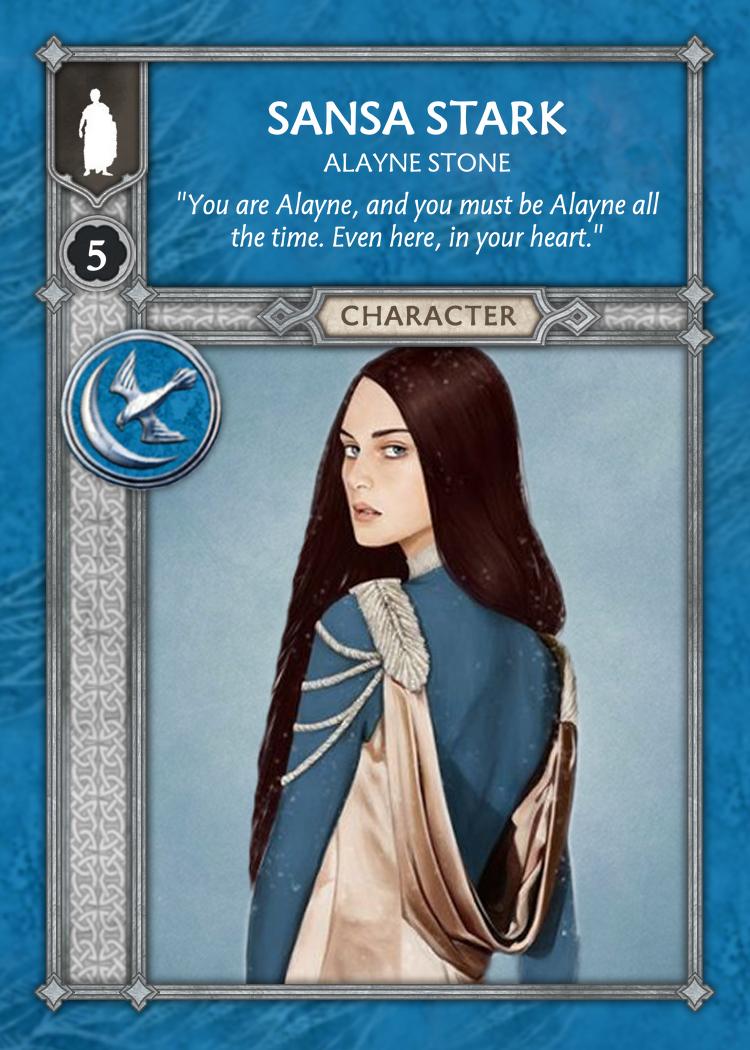 SANSA STARK
ALAYNE STONE
"You are Alayne, and you must be Alayne all
the time. Even here, in your heart."
5
CHARACTER